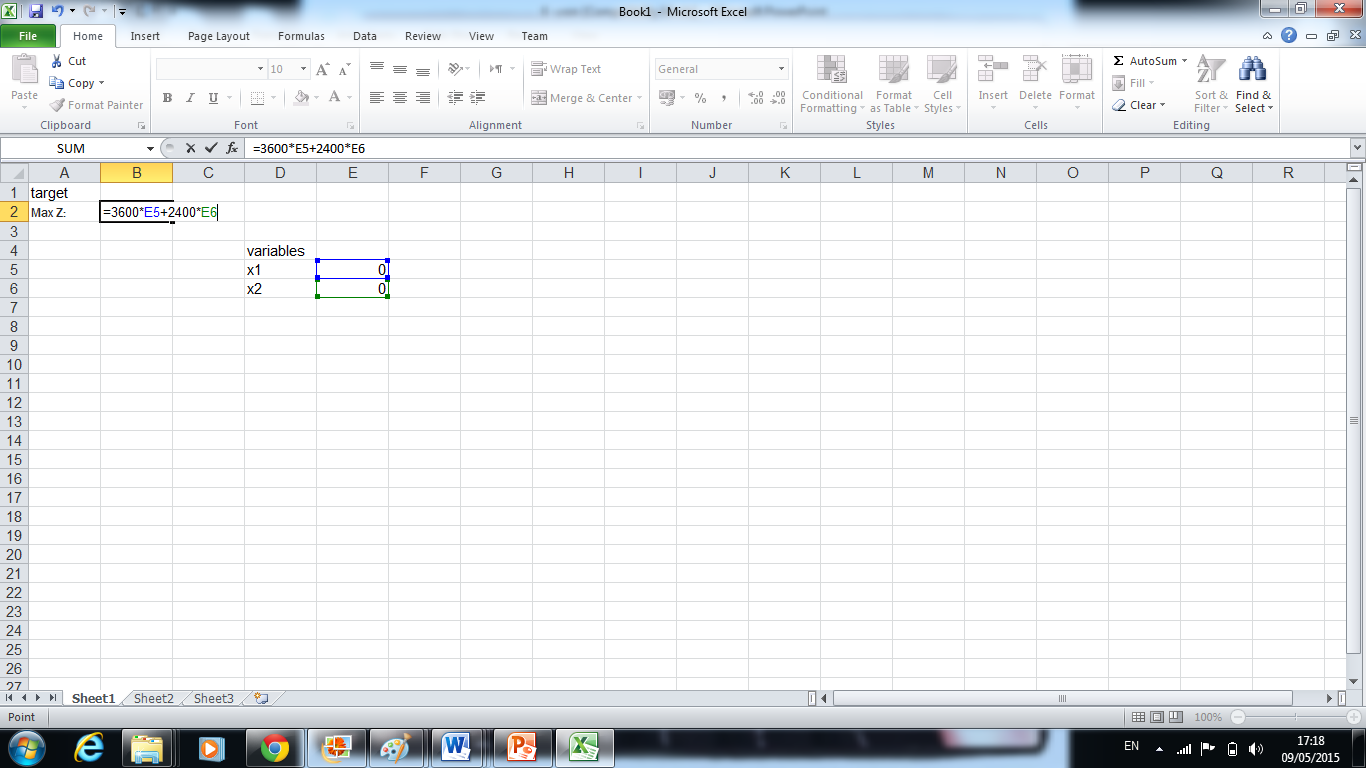 Book1 - Microsoft Excel
File Home Insert Page Layout Formulas Data Review View Team
Paste Cut Copy Format Painter Clipboard
10 B I U A Font
Wrap Text Merge & Center Alignment
General % , Number
Conditional Formatting Format as Table Cell Styles Styles
Insert Delete Format Cells
Σ AutoSum Fill Clear Sort & Filter Find & Select Editing
SUM fx =3600*E5+2400*E6
A B C D E F G H I J K L M N O P Q R
1 target
2 Max Z: =3600*E5+2400*E6
3
4 variables
5 x1 0
6 x2 0
7
8
9
10
11
12
13
14
15
16
17
18
19
20
21
22
23
24
25
26
27
Sheet1 Sheet2 Sheet3
Point 100%
EN 17:18
09/05/2015